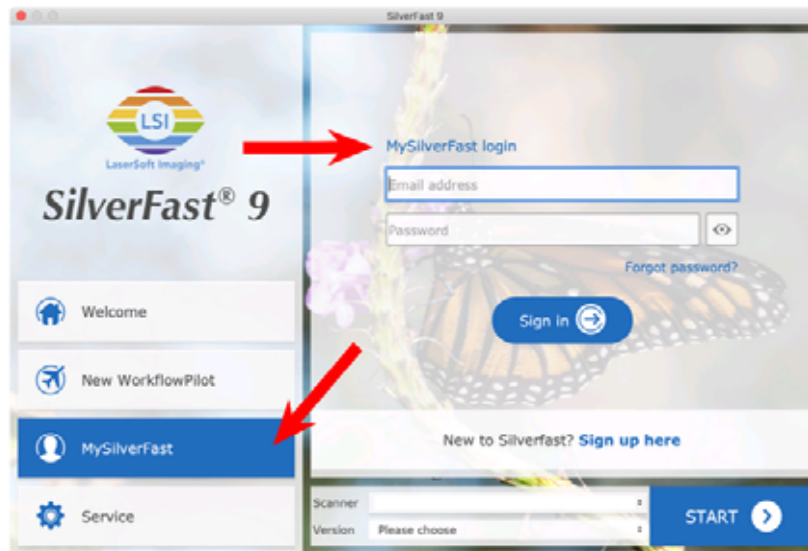 SilverFast 9
LSI
LaserSoft Imaging®
SilverFast® 9
Welcome
New WorkflowPilot
MySilverFast
Service
MySilverFast login
Email address
Password
Forgot password?
Sign in
New to Silverfast? Sign up here
Scanner
Version Please choose
START